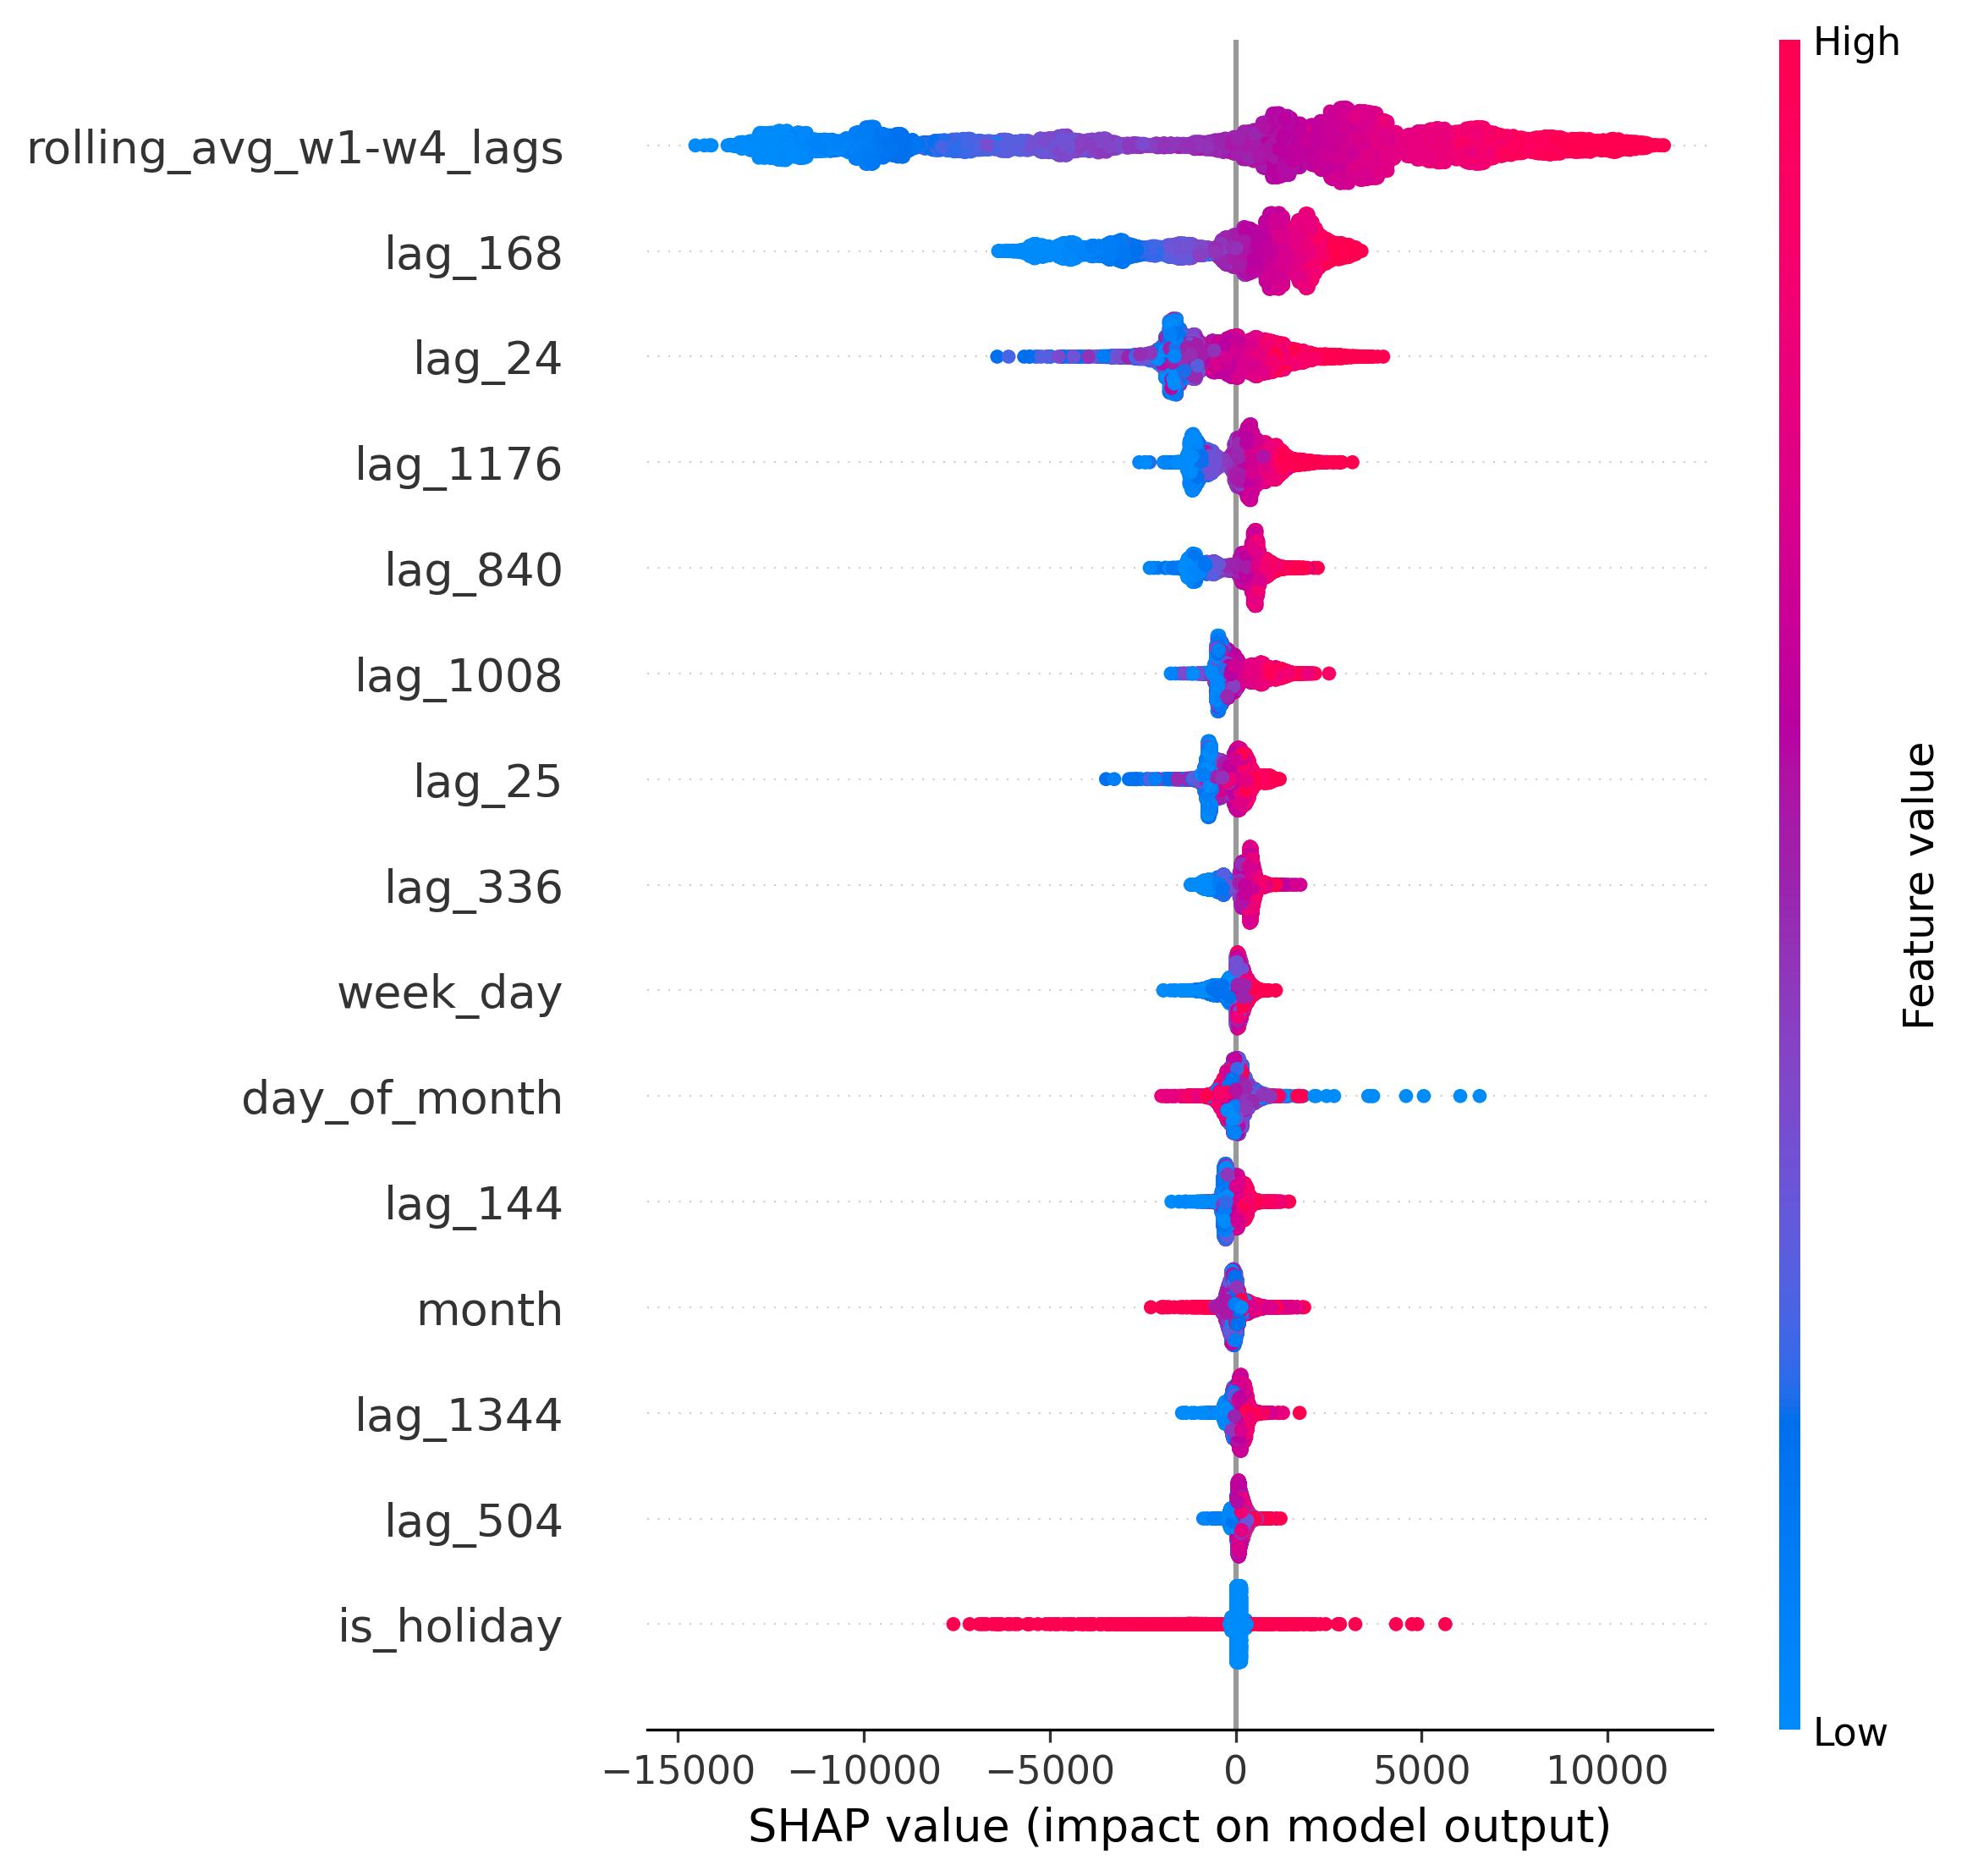 High
rolling_avg_w1-w4_lags
lag_168
lag_24
lag_1176
lag_840
lag_1008
lag_25
lag_336
week_day
day_of_month
lag_144
month
lag_1344
lag_504
is_holiday
Feature value
Low
−15000 −10000 −5000 0 5000 10000
SHAP value (impact on model output)